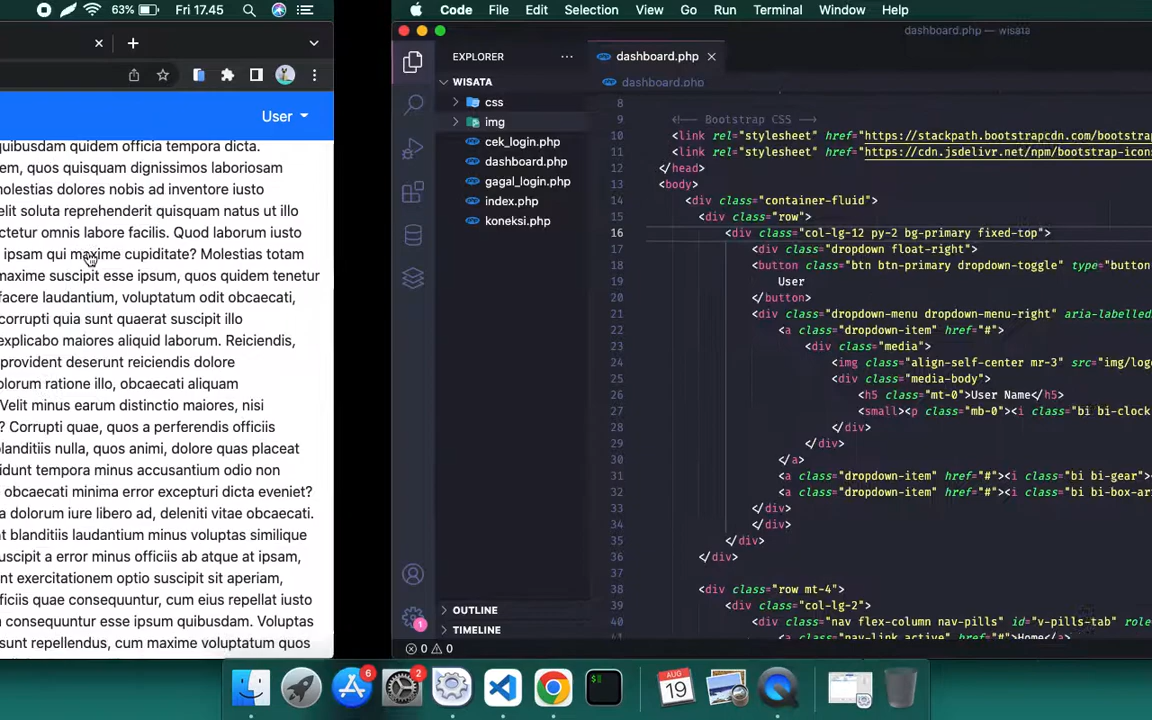 63%
Fri 17.45
Code File Edit Selection View Go Run Terminal Window Help
User
quibusdam quidem officia tempora dicta.
em, quos quisquam dignissimos laboriosam
molestias dolores nobis ad inventore iusto
elit soluta reprehenderit quisquam natus ut illo
ctetur omnis labore facilis. Quod laborum iusto
ipsam qui maxime cupiditate? Molestias totam
maxime suscipit esse ipsum, quos quidem tenetur
facere laudantium, voluptatum odit obcaecati,
corrupti quia sunt quaerat suscipit illo
explicabo maiores aliquid laborum. Reiciendis,
provident deserunt reiciendis dolore
olorum ratione illo, obcaecati aliquam
Velit minus earum distinctio maiores, nisi
? Corrupti quae, quos a perferendis officiis
blanditiis nulla, quos animi, dolore quas placeat
idunt tempora minus accusantium odio non
obcaecati minima error excepturi dicta eveniet?
a dolorum iure libero ad, deleniti vitae obcaecati.
t blanditiis laudantium minus voluptas similique
suscipit a error minus officiis ab atque at ipsam,
nt exercitationem optio suscipit sit aperiam,
ficiis quae consequuntur, cum eius repellat iusto
consequuntur esse ipsum quibusdam. Voluptas
sunt repellendus, cum maxime voluptatum quos
dashboard.php — wisata
EXPLORER
WISATA
css
img
cek_login.php
dashboard.php
gagal_login.php
index.php
koneksi.php
OUTLINE
TIMELINE
1
0 0
dashboard.php
dashboard.php
8
9 <!-- Bootstrap CSS -->
10 <link rel="stylesheet" href="https://stackpath.bootstrapcdn.com/bootstra
11 <link rel="stylesheet" href="https://cdn.jsdelivr.net/npm/bootstrap-icon
12 </head>
13 <body>
14 <div class="container-fluid">
15 <div class="row">
16 <div class="col-lg-12 py-2 bg-primary fixed-top">
17 <div class="dropdown float-right">
18 <button class="btn btn-primary dropdown-toggle" type="button
19 User
20 </button>
21 <div class="dropdown-menu dropdown-menu-right" aria-labelled
22 <a class="dropdown-item" href="#">
23 <div class="media">
24 <img class="align-self-center mr-3" src="img/log
25 <div class="media-body">
26 <h5 class="mt-0">User Name</h5>
27 <small><p class="mb-0"><i class="bi bi-clock
28 </div>
29 </div>
30 </a>
31 <a class="dropdown-item" href="#"><i class="bi bi-gear"><
32 <a class="dropdown-item" href="#"><i class="bi bi-box-ar
33 </div>
34 </div>
35 </div>
36 </div>
37
38 <div class="row mt-4">
39 <div class="col-lg-2">
40 <div class="nav flex-column nav-pills" id="v-pills-tab" role
41 <a class="nav-link active" href="#">Home</a>
6
2
AUG
19